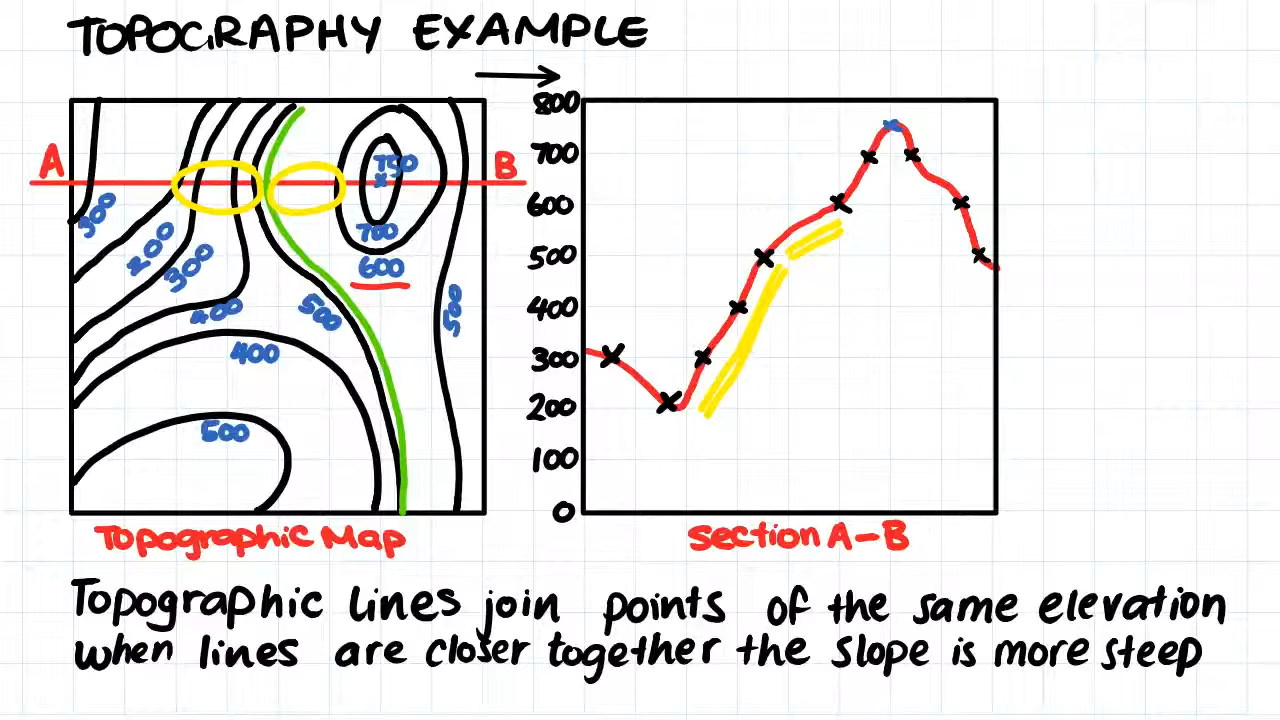 TOPOGRAPHY EXAMPLE
A
B
300
200
300
400
400
500
500
500
750
700
600
800
700
600
500
400
300
200
100
0
Topographic Map
Section A-B
Topographic lines join points of the same elevation
when lines are closer together the slope is more steep